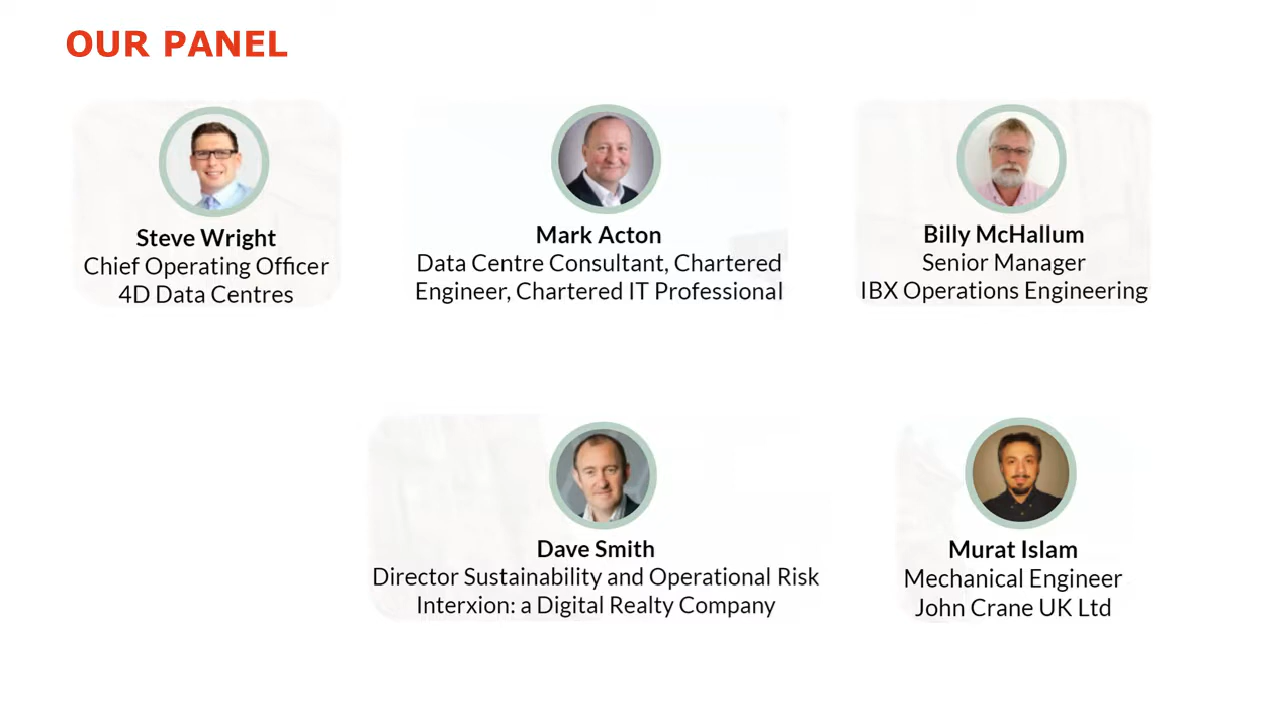 OUR PANEL
Steve Wright
Chief Operating Officer
4D Data Centres
Mark Acton
Data Centre Consultant, Chartered
Engineer, Chartered IT Professional
Billy McHallum
Senior Manager
IBX Operations Engineering
Dave Smith
Director Sustainability and Operational Risk
Interxion: a Digital Realty Company
Murat Islam
Mechanical Engineer
John Crane UK Ltd